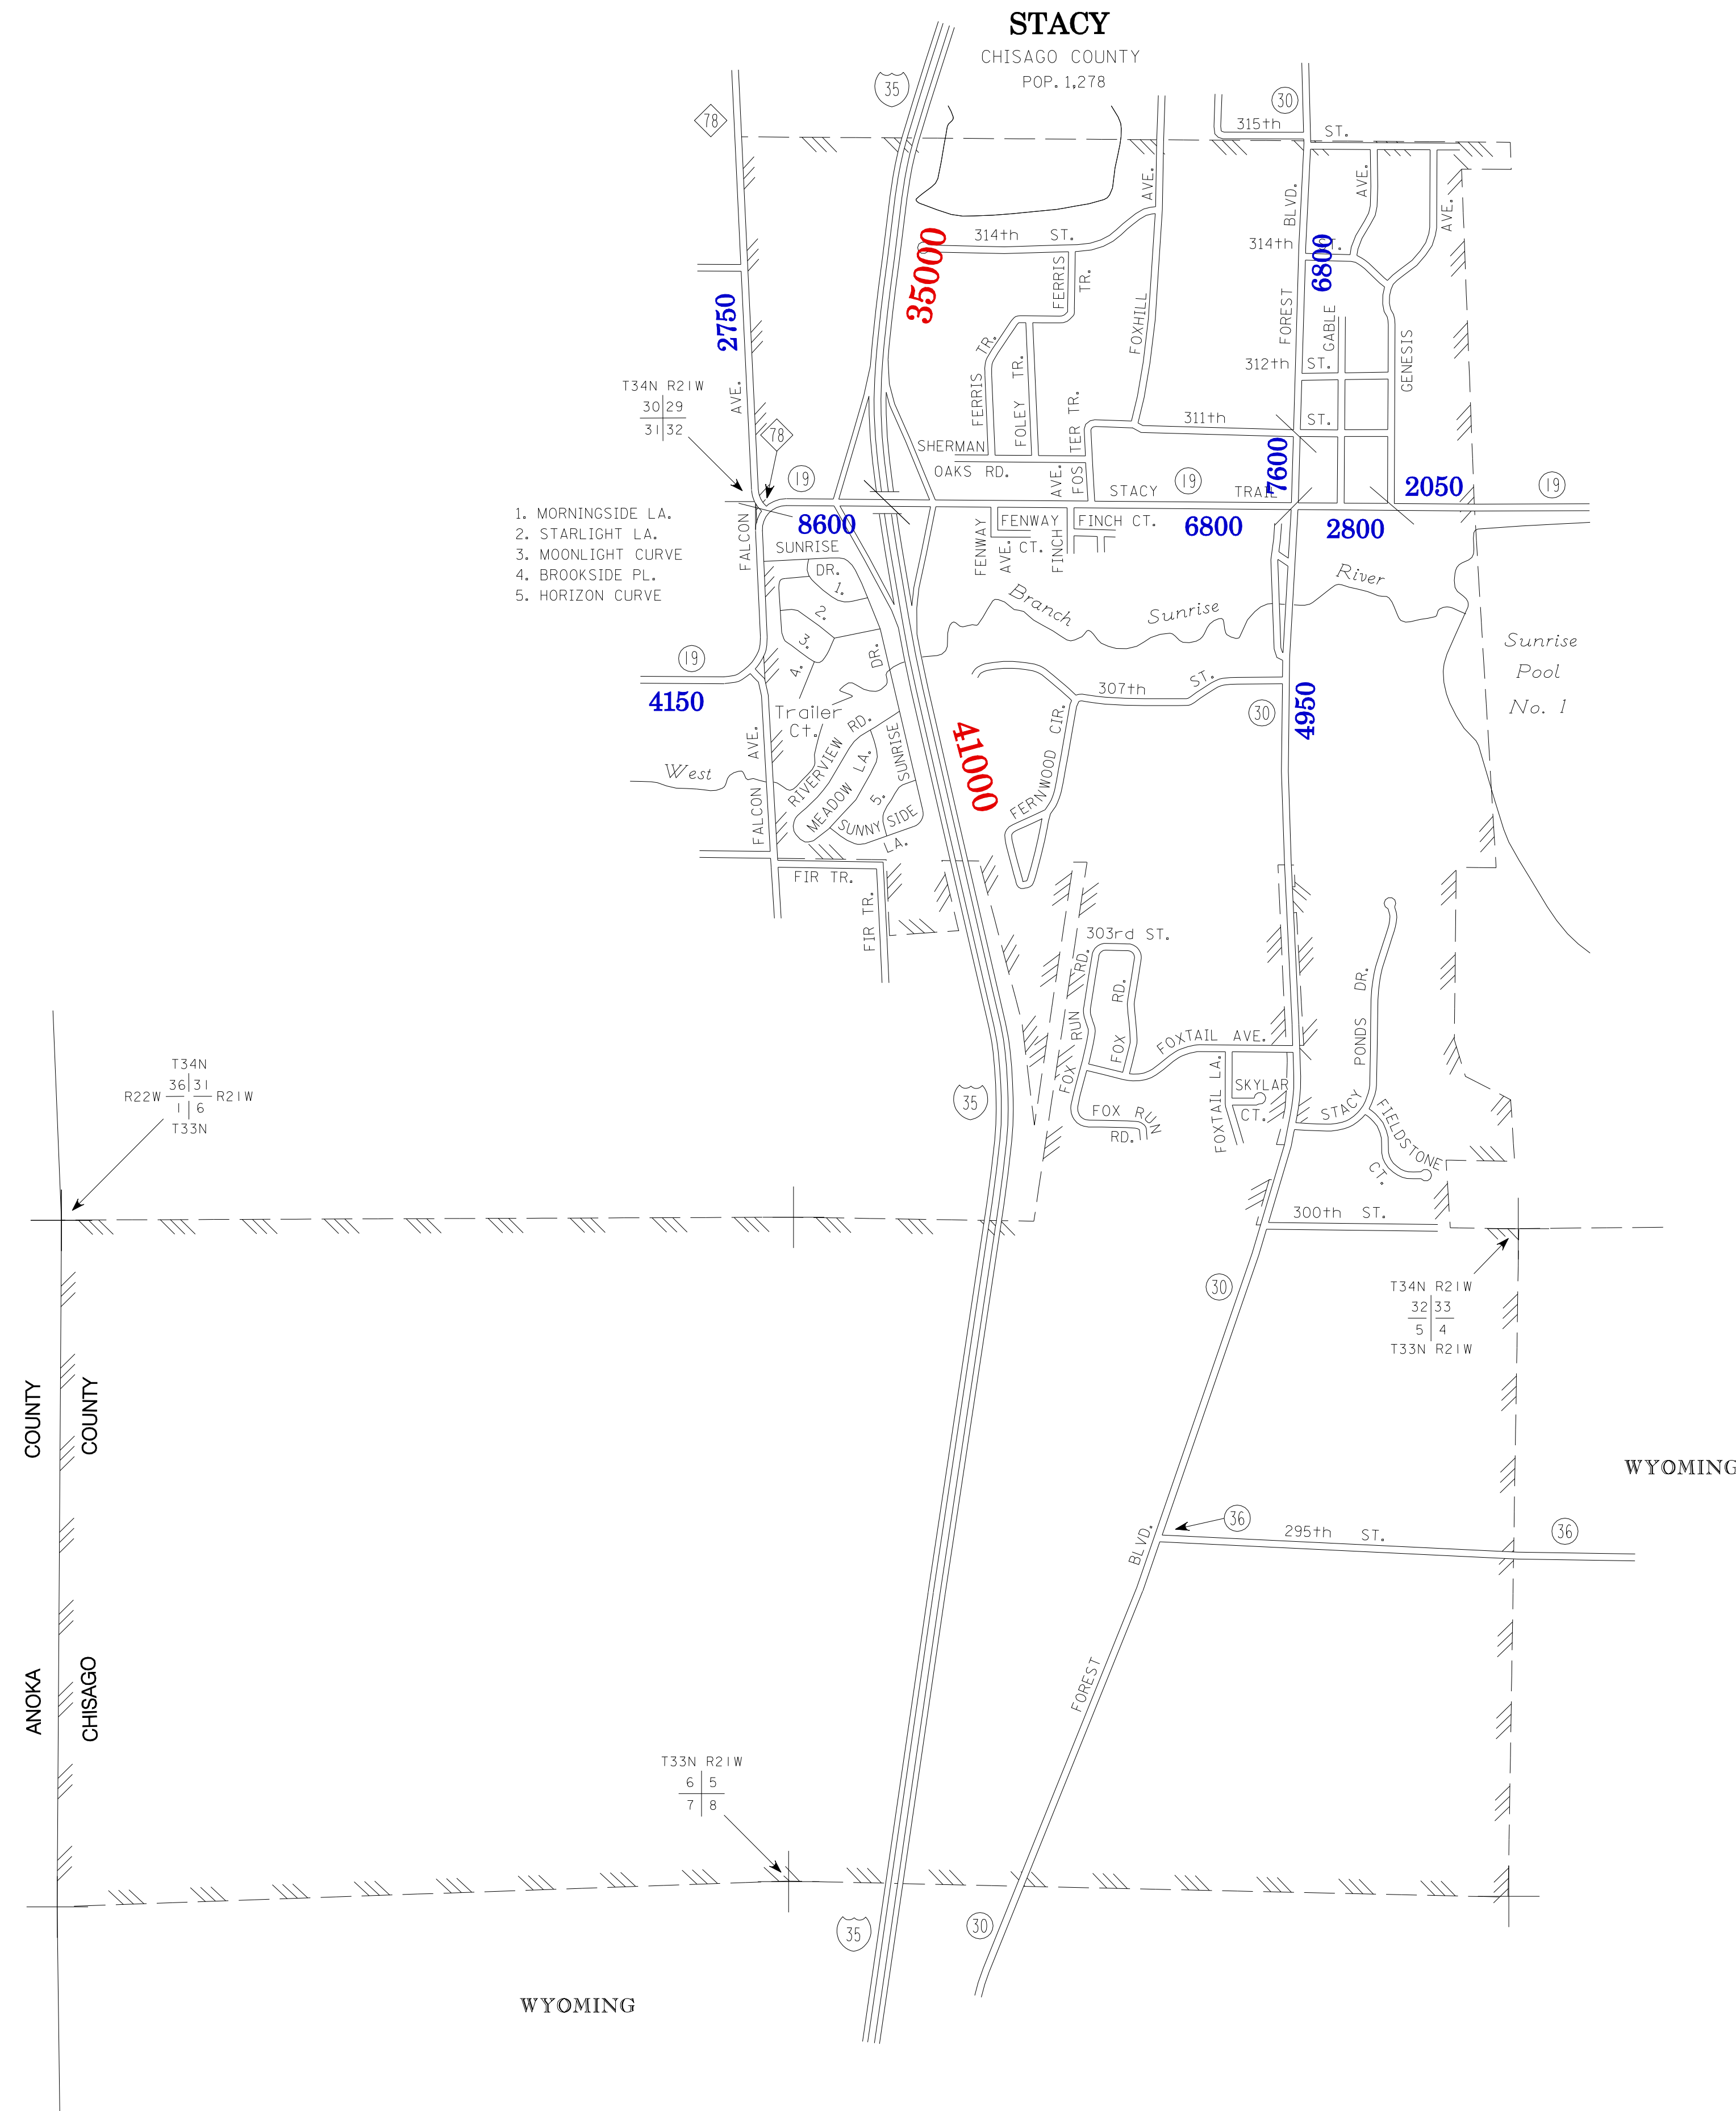 STACY
CHISAGO COUNTY
POP. 1,278
35
78
30
315th ST.
AVE.
BLVD.
AVE.
AVE.
314th ST.
314th ST.
6800
35000
2750
FERRIS TR.
FOXHILL
FOREST
GABLE
GENESIS
312th ST.
FERRIS TR.
FOLEY TR.
AVE.
T34N R21W
30 29
31 32
78
FOSTER TR.
311th ST.
SHERMAN
OAKS RD.
AVE.
7600
19
STACY 19 TRAIL
2050
19
1. MORNINGSIDE LA.
2. STARLIGHT LA.
3. MOONLIGHT CURVE
4. BROOKSIDE PL.
5. HORIZON CURVE
FALCON
8600
FENWAY
FENWAY CT.
AVE.
FINCH
FINCH CT.
6800
2800
SUNRISE
DR.
1.
2.
3.
4.
DR.
Branch Sunrise River
Sunrise
Pool
No. 1
19
4150
Trailer
Ct.
307th ST.
30
4950
AVE.
RIVERVIEW RD.
MEADOW LA.
SUNRISE
5.
SUNNY SIDE
LA.
41000
FERNWOOD CIR.
West
FALCON
FIR TR.
FIR TR.
303rd ST.
RD.
FOX RUN
FOX RD.
FOXTAIL AVE.
PONDS DR.
STACY
T34N
36 31
R22W R21W
1 6
T33N
35
FOX RUN
RD.
FOXTAIL LA.
SKYLAR
CT.
FIELDSTONE
CT.
300th ST.
30
T34N R21W
32 33
5 4
T33N R21W
COUNTY
COUNTY
WYOMING
36
295th ST.
36
BLVD.
FOREST
ANOKA
CHISAGO
T33N R21W
6 5
7 8
35
30
WYOMING